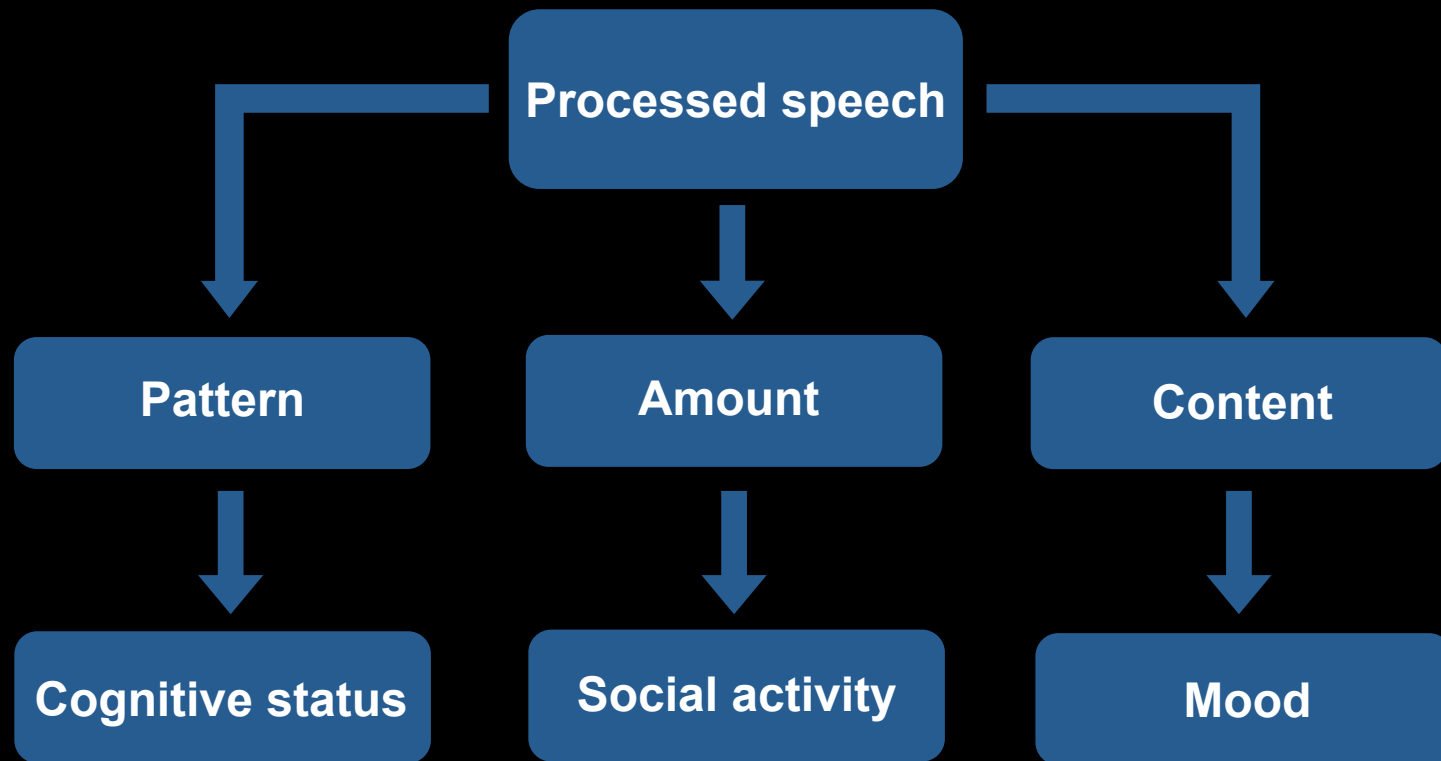 Processed speech
Pattern
Amount
Content
Cognitive status
Social activity
Mood